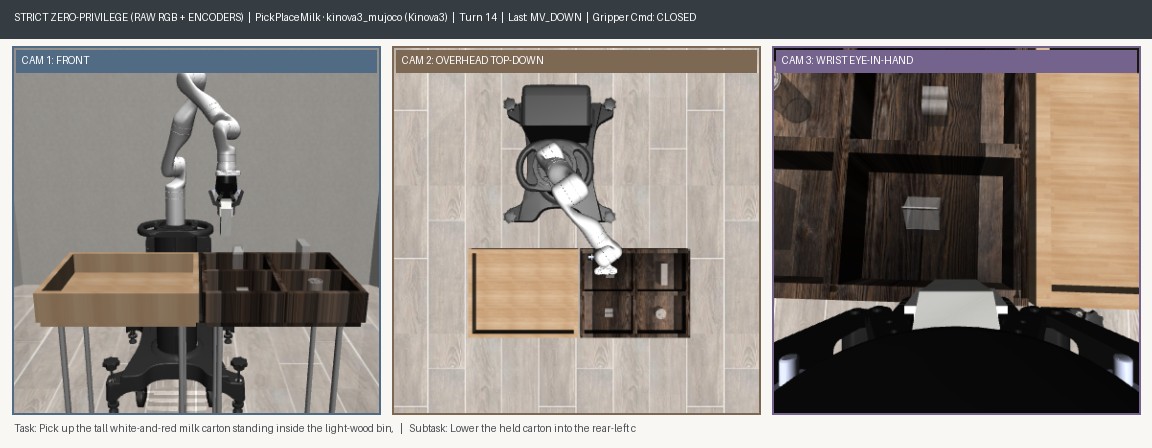 STRICT ZERO-PRIVILEGE (RAW RGB + ENCODERS) | PickPlaceMilk · kinova3_mujoco (Kinova3) | Turn 14 | Last: MV_DOWN | Gripper Cmd: CLOSED
CAM 1: FRONT
CAM 2: OVERHEAD TOP-DOWN
CAM 3: WRIST EYE-IN-HAND
Task: Pick up the tall white-and-red milk carton standing inside the light-wood bin, | Subtask: Lower the held carton into the rear-left c